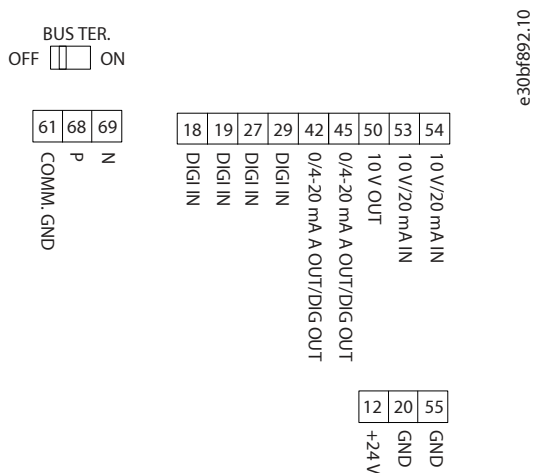 e30bf892.10
BUS TER.
OFF ON
61 68 69
COMM. GND
P
N
18 19 27 29 42 45 50 53 54
DIGI IN
DIGI IN
DIGI IN
DIGI IN
0/4-20 mA A OUT/DIG OUT
0/4-20 mA A OUT/DIG OUT
10 V OUT
10 V/20 mA IN
10 V/20 mA IN
12 20 55
+24 V
GND
GND